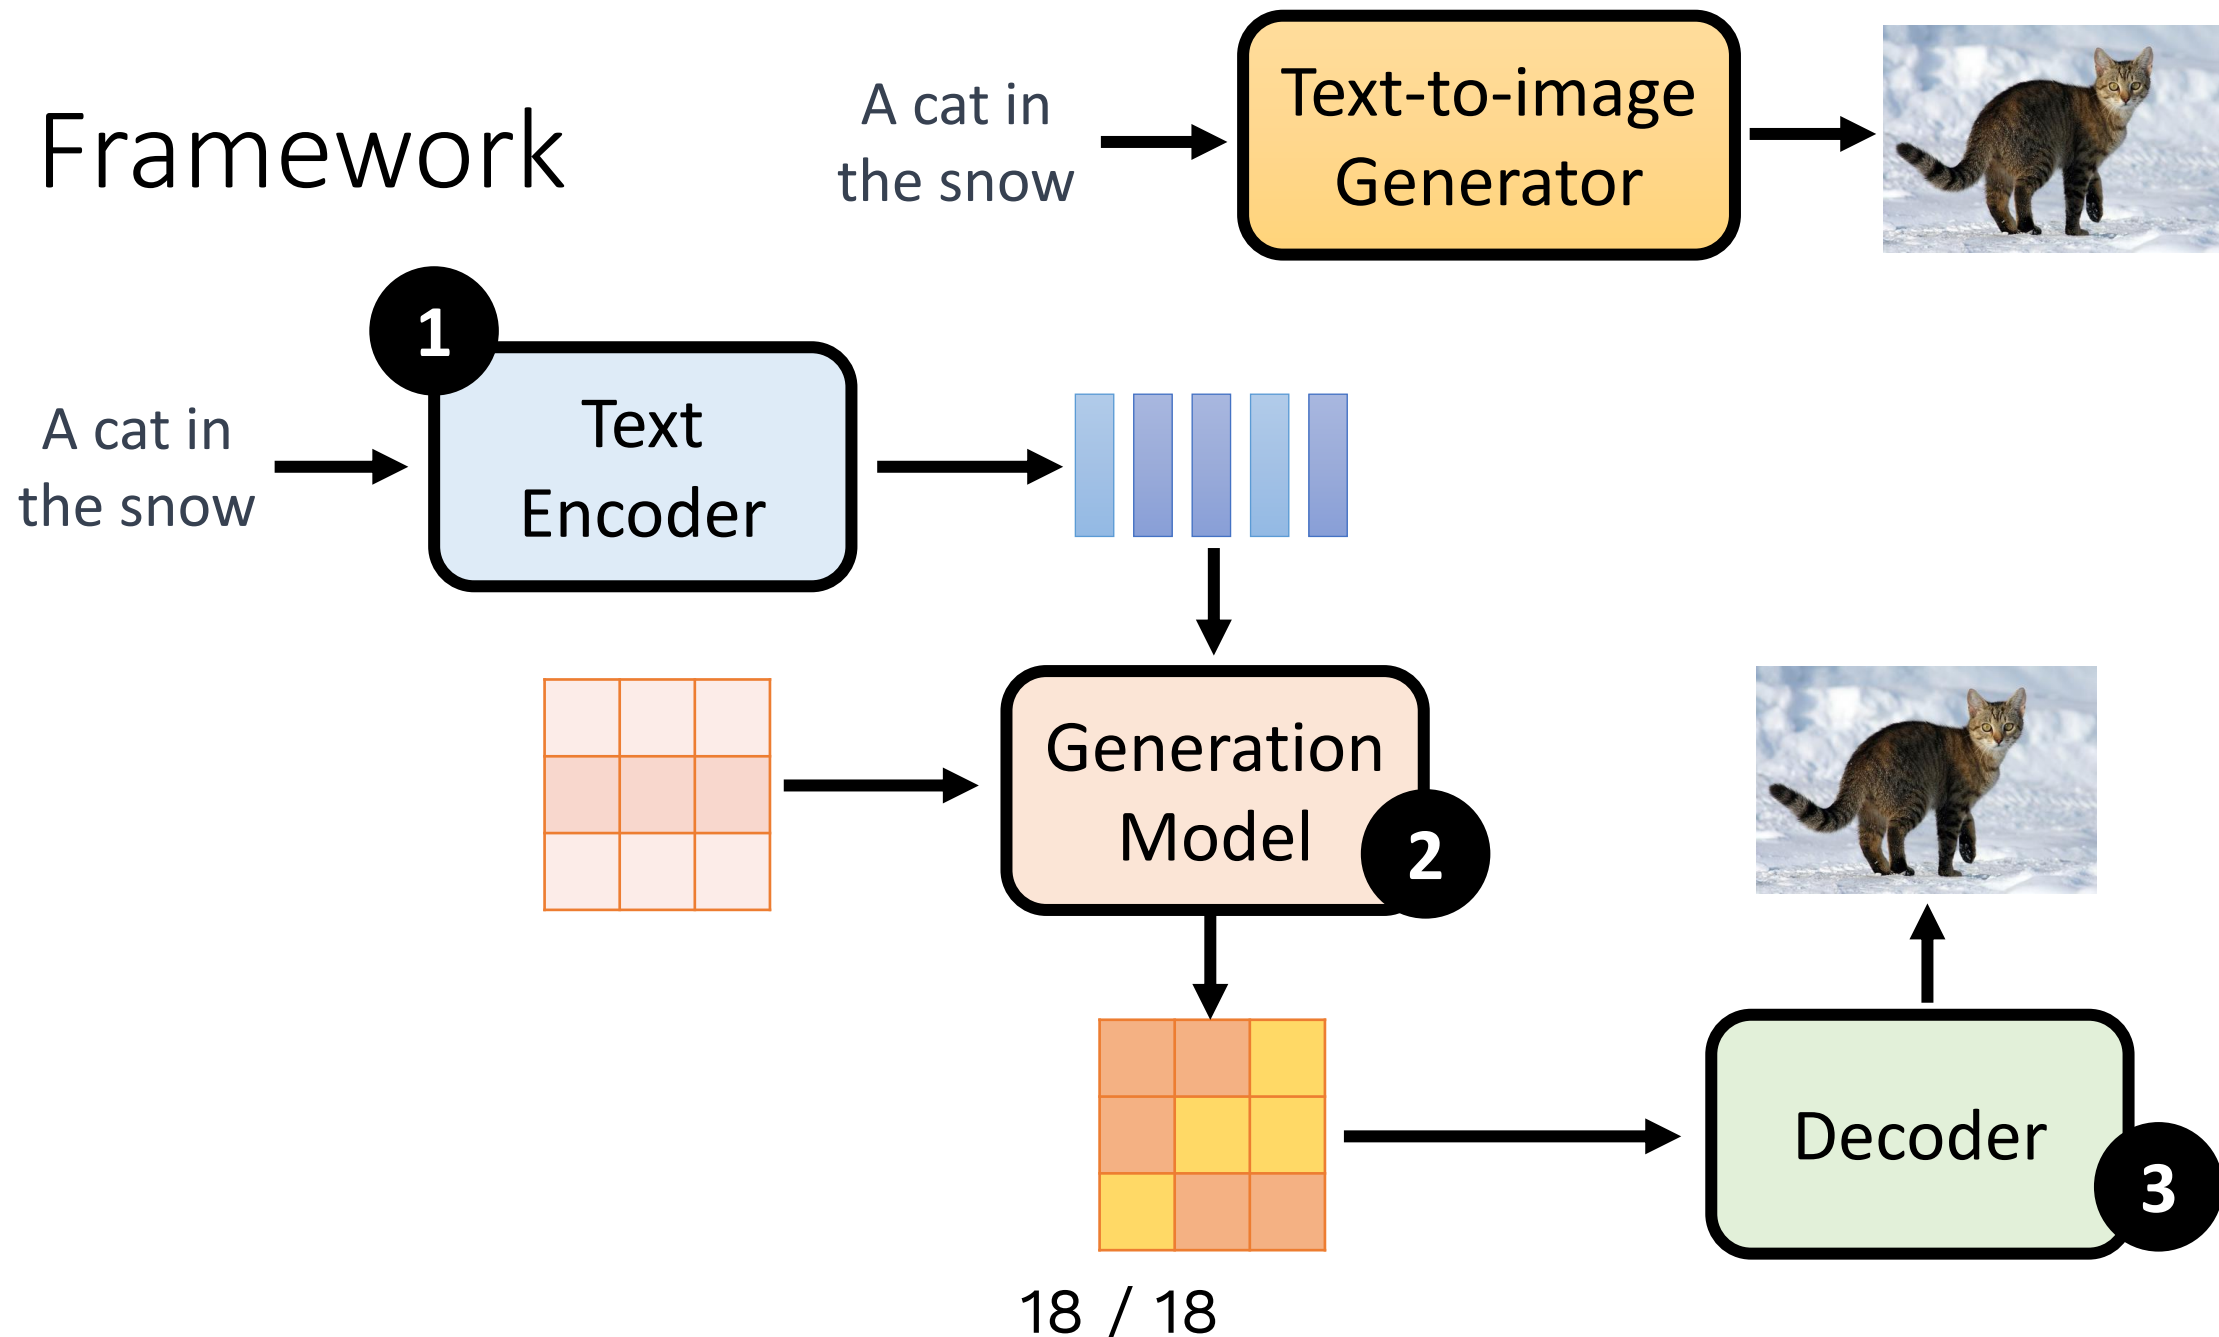 Framework
A cat in
the snow
Text-to-image
Generator
1
A cat in
the snow
Text
Encoder
Generation
Model
2
Decoder
3
18 / 18